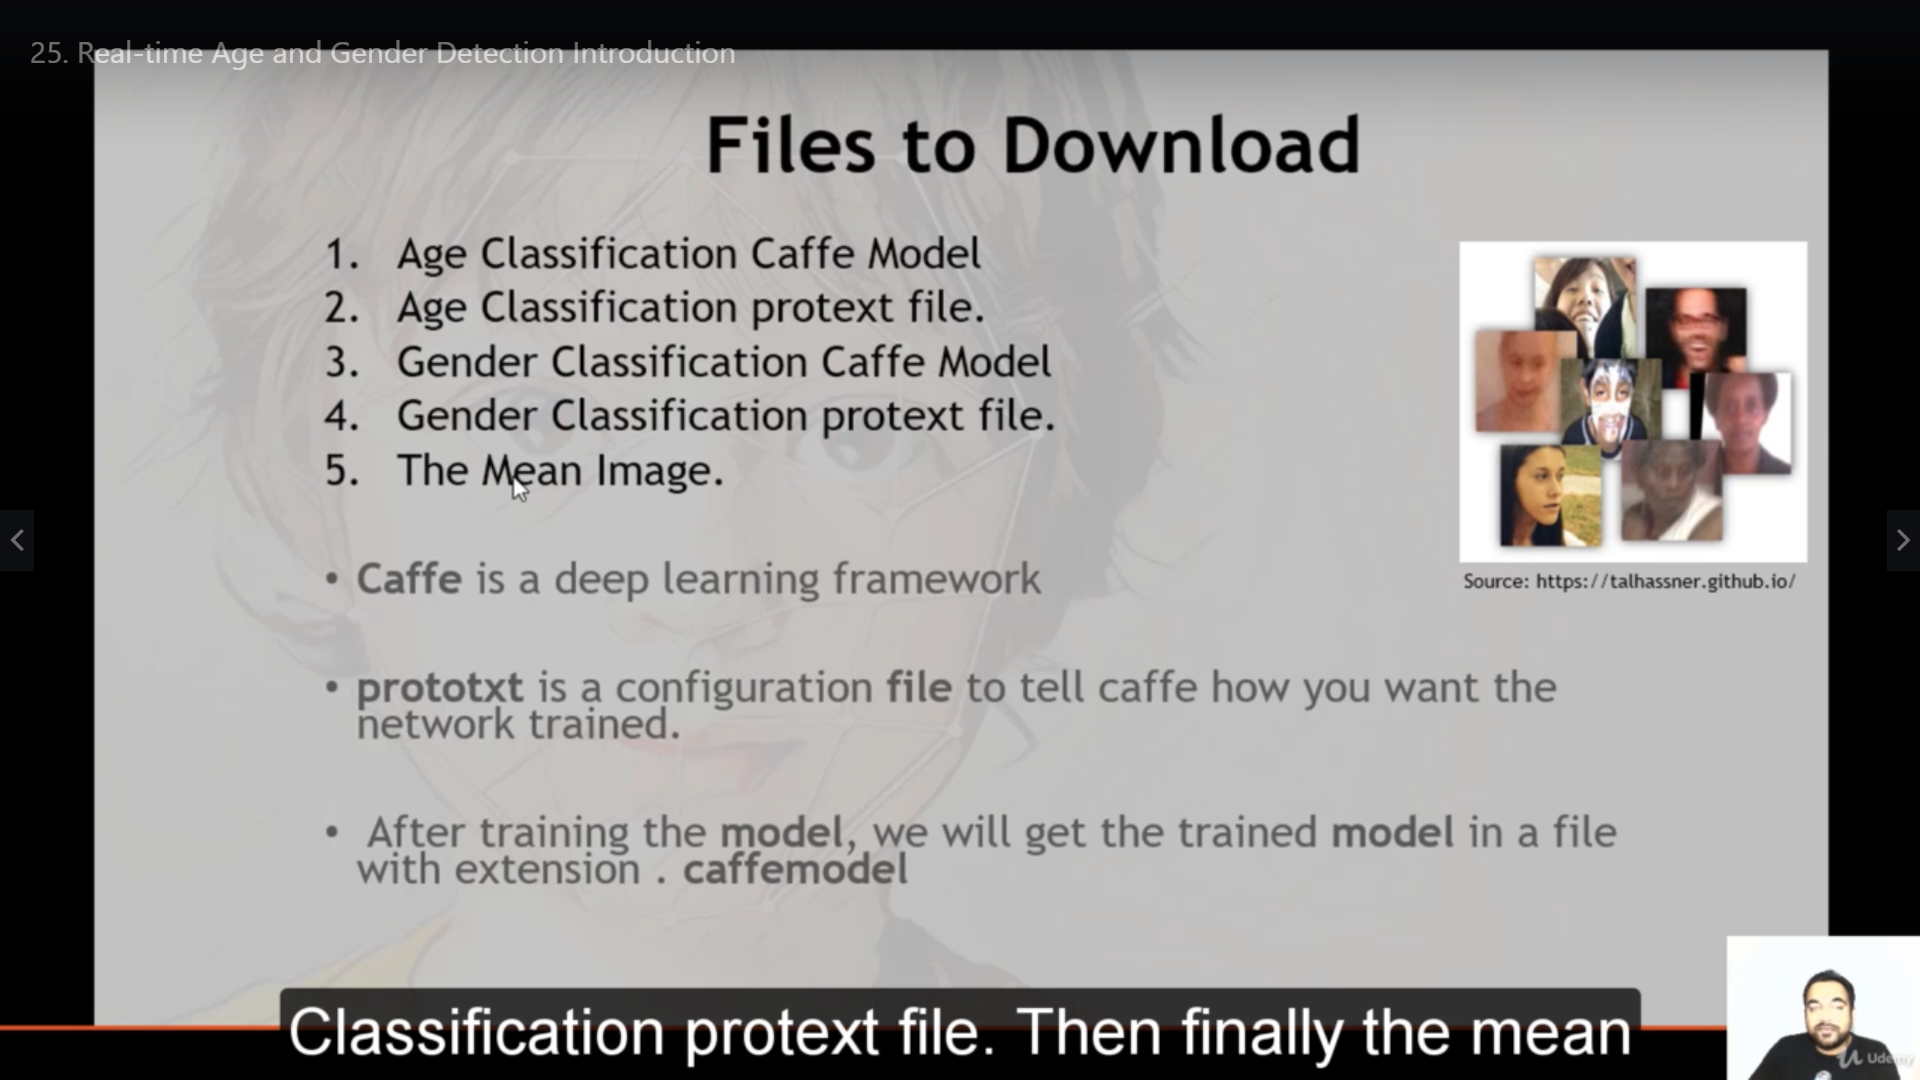 25. Real-time Age and Gender Detection Introduction
Files to Download
1. Age Classification Caffe Model
2. Age Classification protext file.
3. Gender Classification Caffe Model
4. Gender Classification protext file.
5. The Mean Image.
Source: https://talhassner.github.io/
• Caffe is a deep learning framework
• prototxt is a configuration file to tell caffe how you want the
network trained.
• After training the model, we will get the trained model in a file
with extension . caffemodel
Classification protext file. Then finally the mean
Udemy